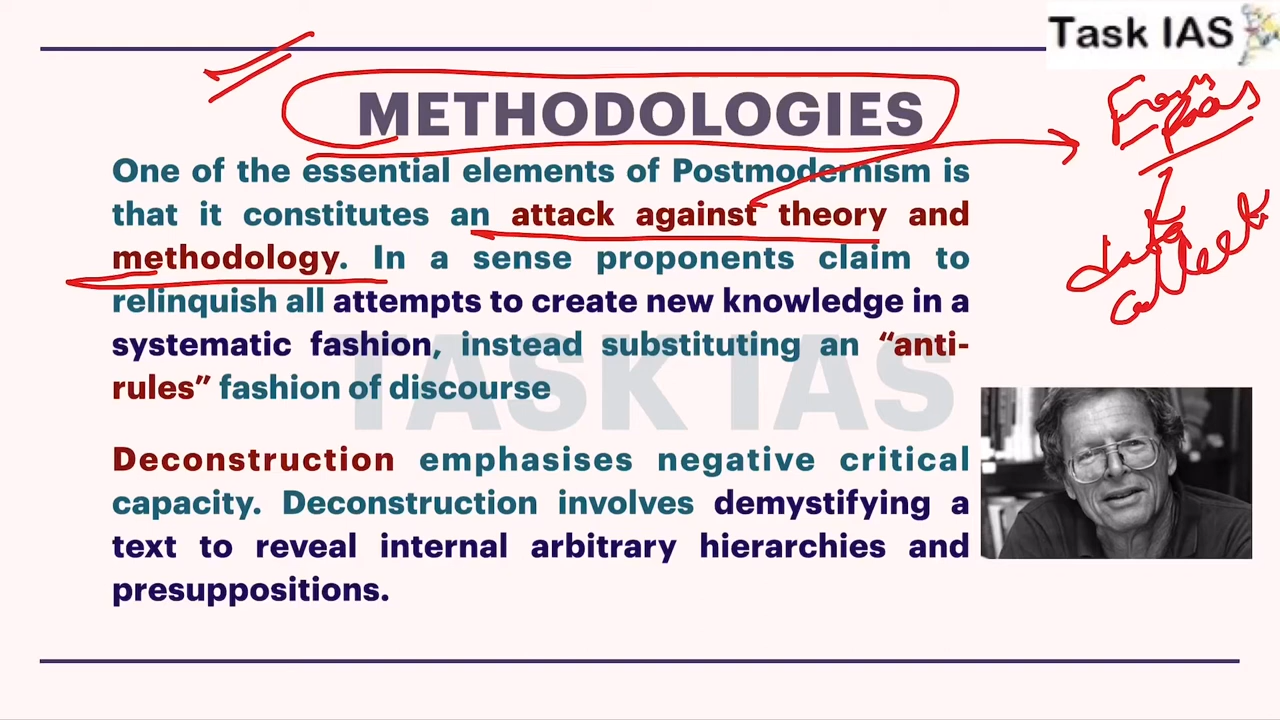 Task IAS
METHODOLOGIES
One of the essential elements of Postmodernism is
that it constitutes an attack against theory and
methodology. In a sense proponents claim to
relinquish all attempts to create new knowledge in a
systematic fashion, instead substituting an “anti-
rules” fashion of discourse
TASK IAS
Deconstruction emphasises negative critical
capacity. Deconstruction involves demystifying a
text to reveal internal arbitrary hierarchies and
presuppositions.
data